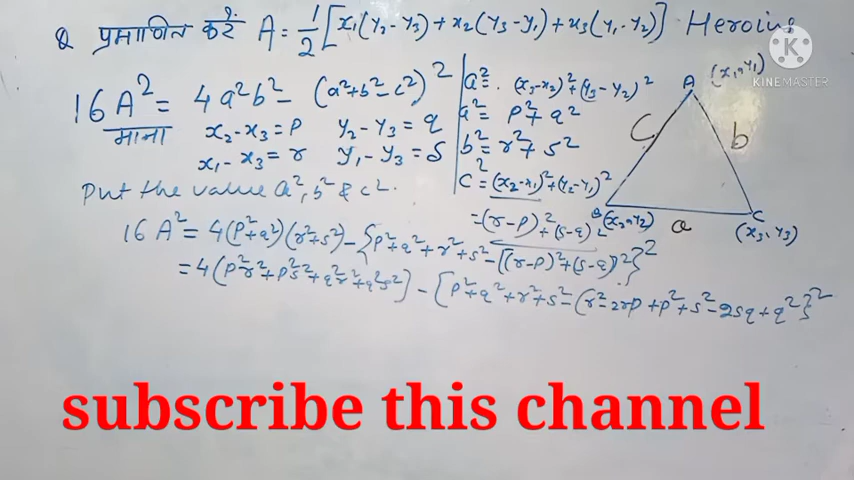 Q प्रमाणित करें कि A = 1/2 [x₁(y₂-y₃) + x₂(y₃-y₁) + x₃(y₁-y₂)] Heroins
KINEMASTER
16A² = 4a²b² - (a²+b²-c²)²
माना x₂-x₃=p y₂-y₃=q
x₁-x₃=r y₁-y₃=S
Put the value a², b² & c².
a²= (x₃-x₂)²+(y₃-y₂)²
a²= p²+q²
b²= r²+s²
c²=(x₂-x₁)²+(y₂-y₁)²
=(r-p)²+(s-q)²
A (x₁,y₁)
C b
B (x₂,y₂) a C (x₃,y₃)
16A² = 4(p²+q²)(r²+s²) - {p²+q²+r²+s² - [(r-p)²+(s-q)²]}²
= 4(p²r²+p²s²+q²r²+q²s²] - [p²+q²+r²+s²-(r²-2rp+p²+s²-2sq+q²}²
subscribe this channel